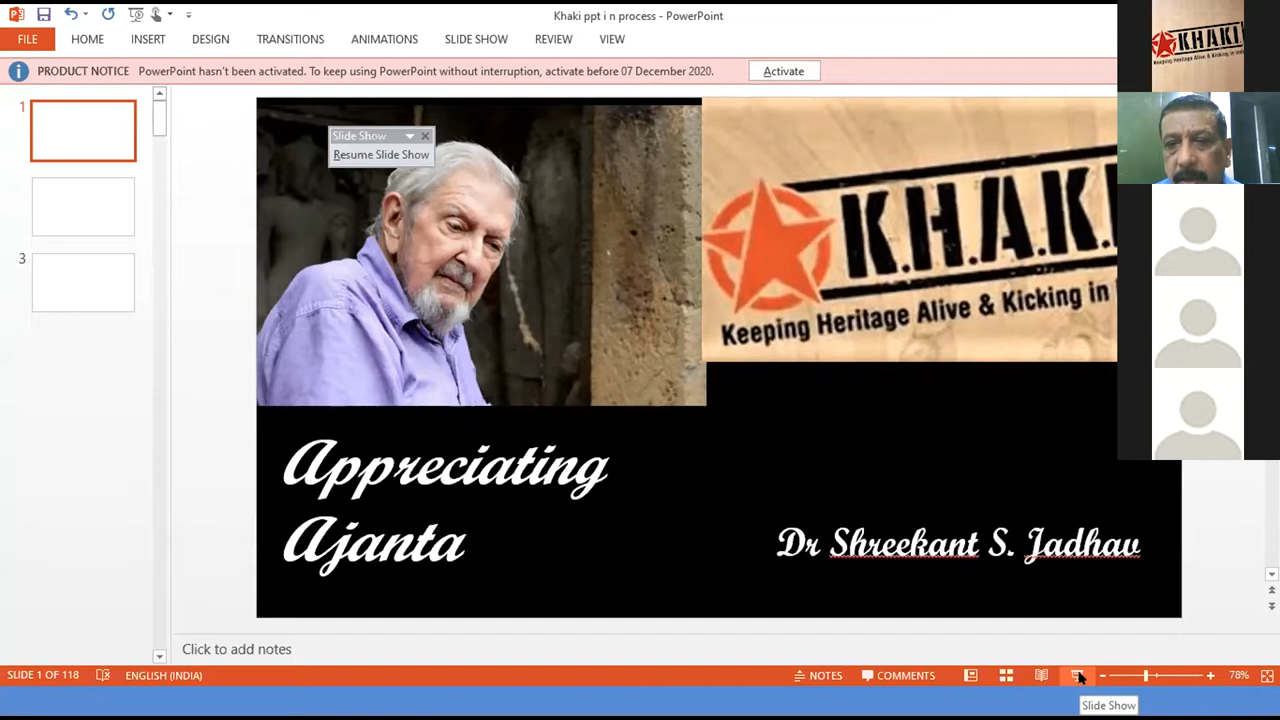 Khaki ppt i n process - PowerPoint
FILE HOME INSERT DESIGN TRANSITIONS ANIMATIONS SLIDE SHOW REVIEW VIEW
PRODUCT NOTICE PowerPoint hasn't been activated. To keep using PowerPoint without interruption, activate before 07 December 2020. Activate
KHAKI
Keeping Heritage Alive & Kicking in
1
3
Slide Show
Resume Slide Show
K.H.A.K.
Keeping Heritage Alive & Kicking in
Appreciating
Ajanta
Dr Shreekant S. Jadhav
Click to add notes
SLIDE 1 OF 118 ENGLISH (INDIA) NOTES COMMENTS 78%
Slide Show